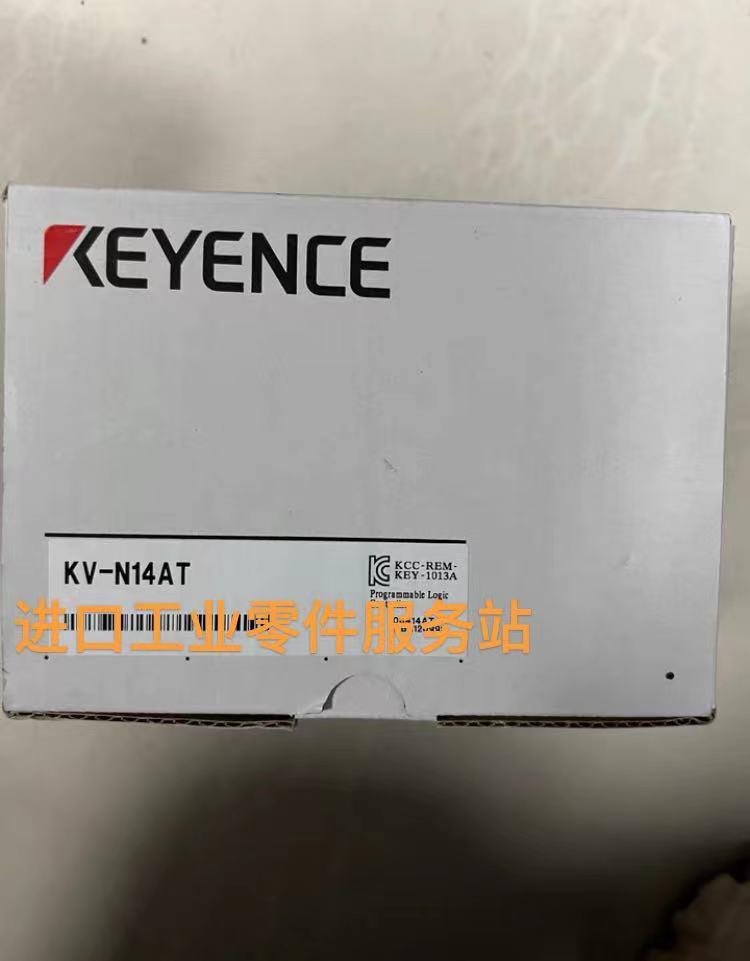 KEYENCE
KV-N14AT
KCC-REM-
KEY-1013A
Programmable Logic
进口工业零件服务站